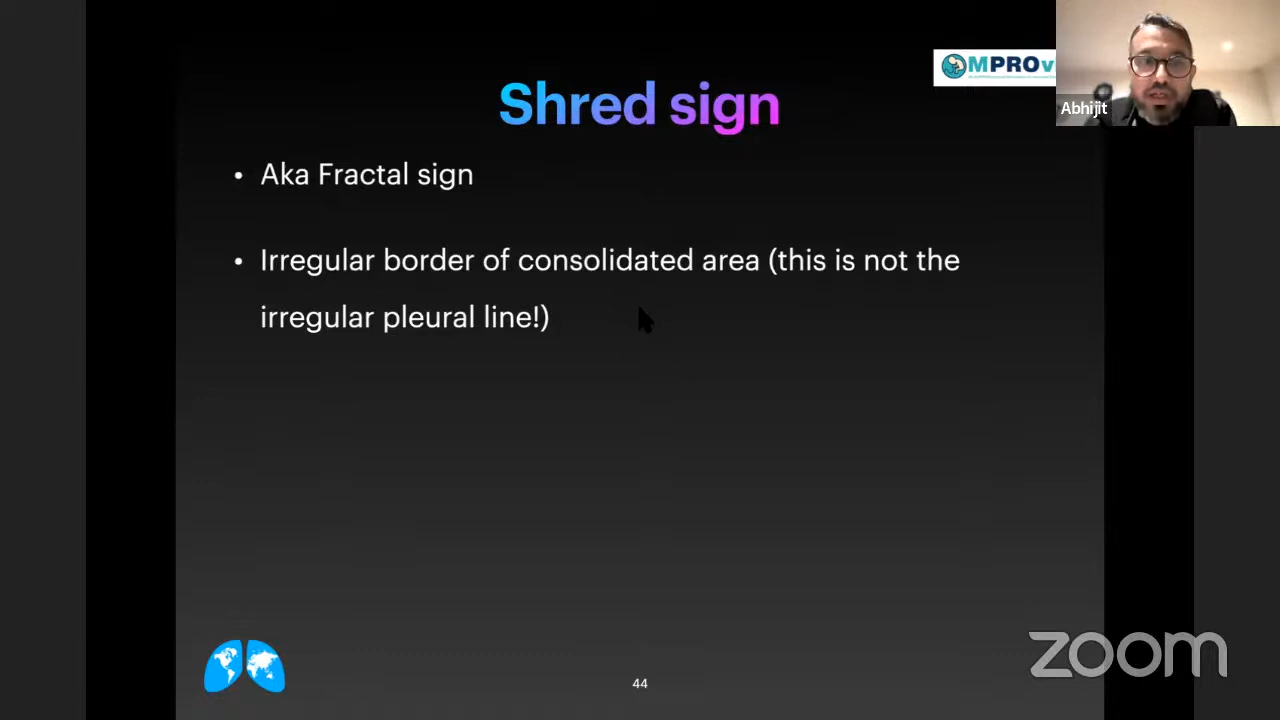 MPROv
Abhijit
Shred sign
• Aka Fractal sign
• Irregular border of consolidated area (this is not the
irregular pleural line!)
44
zoom